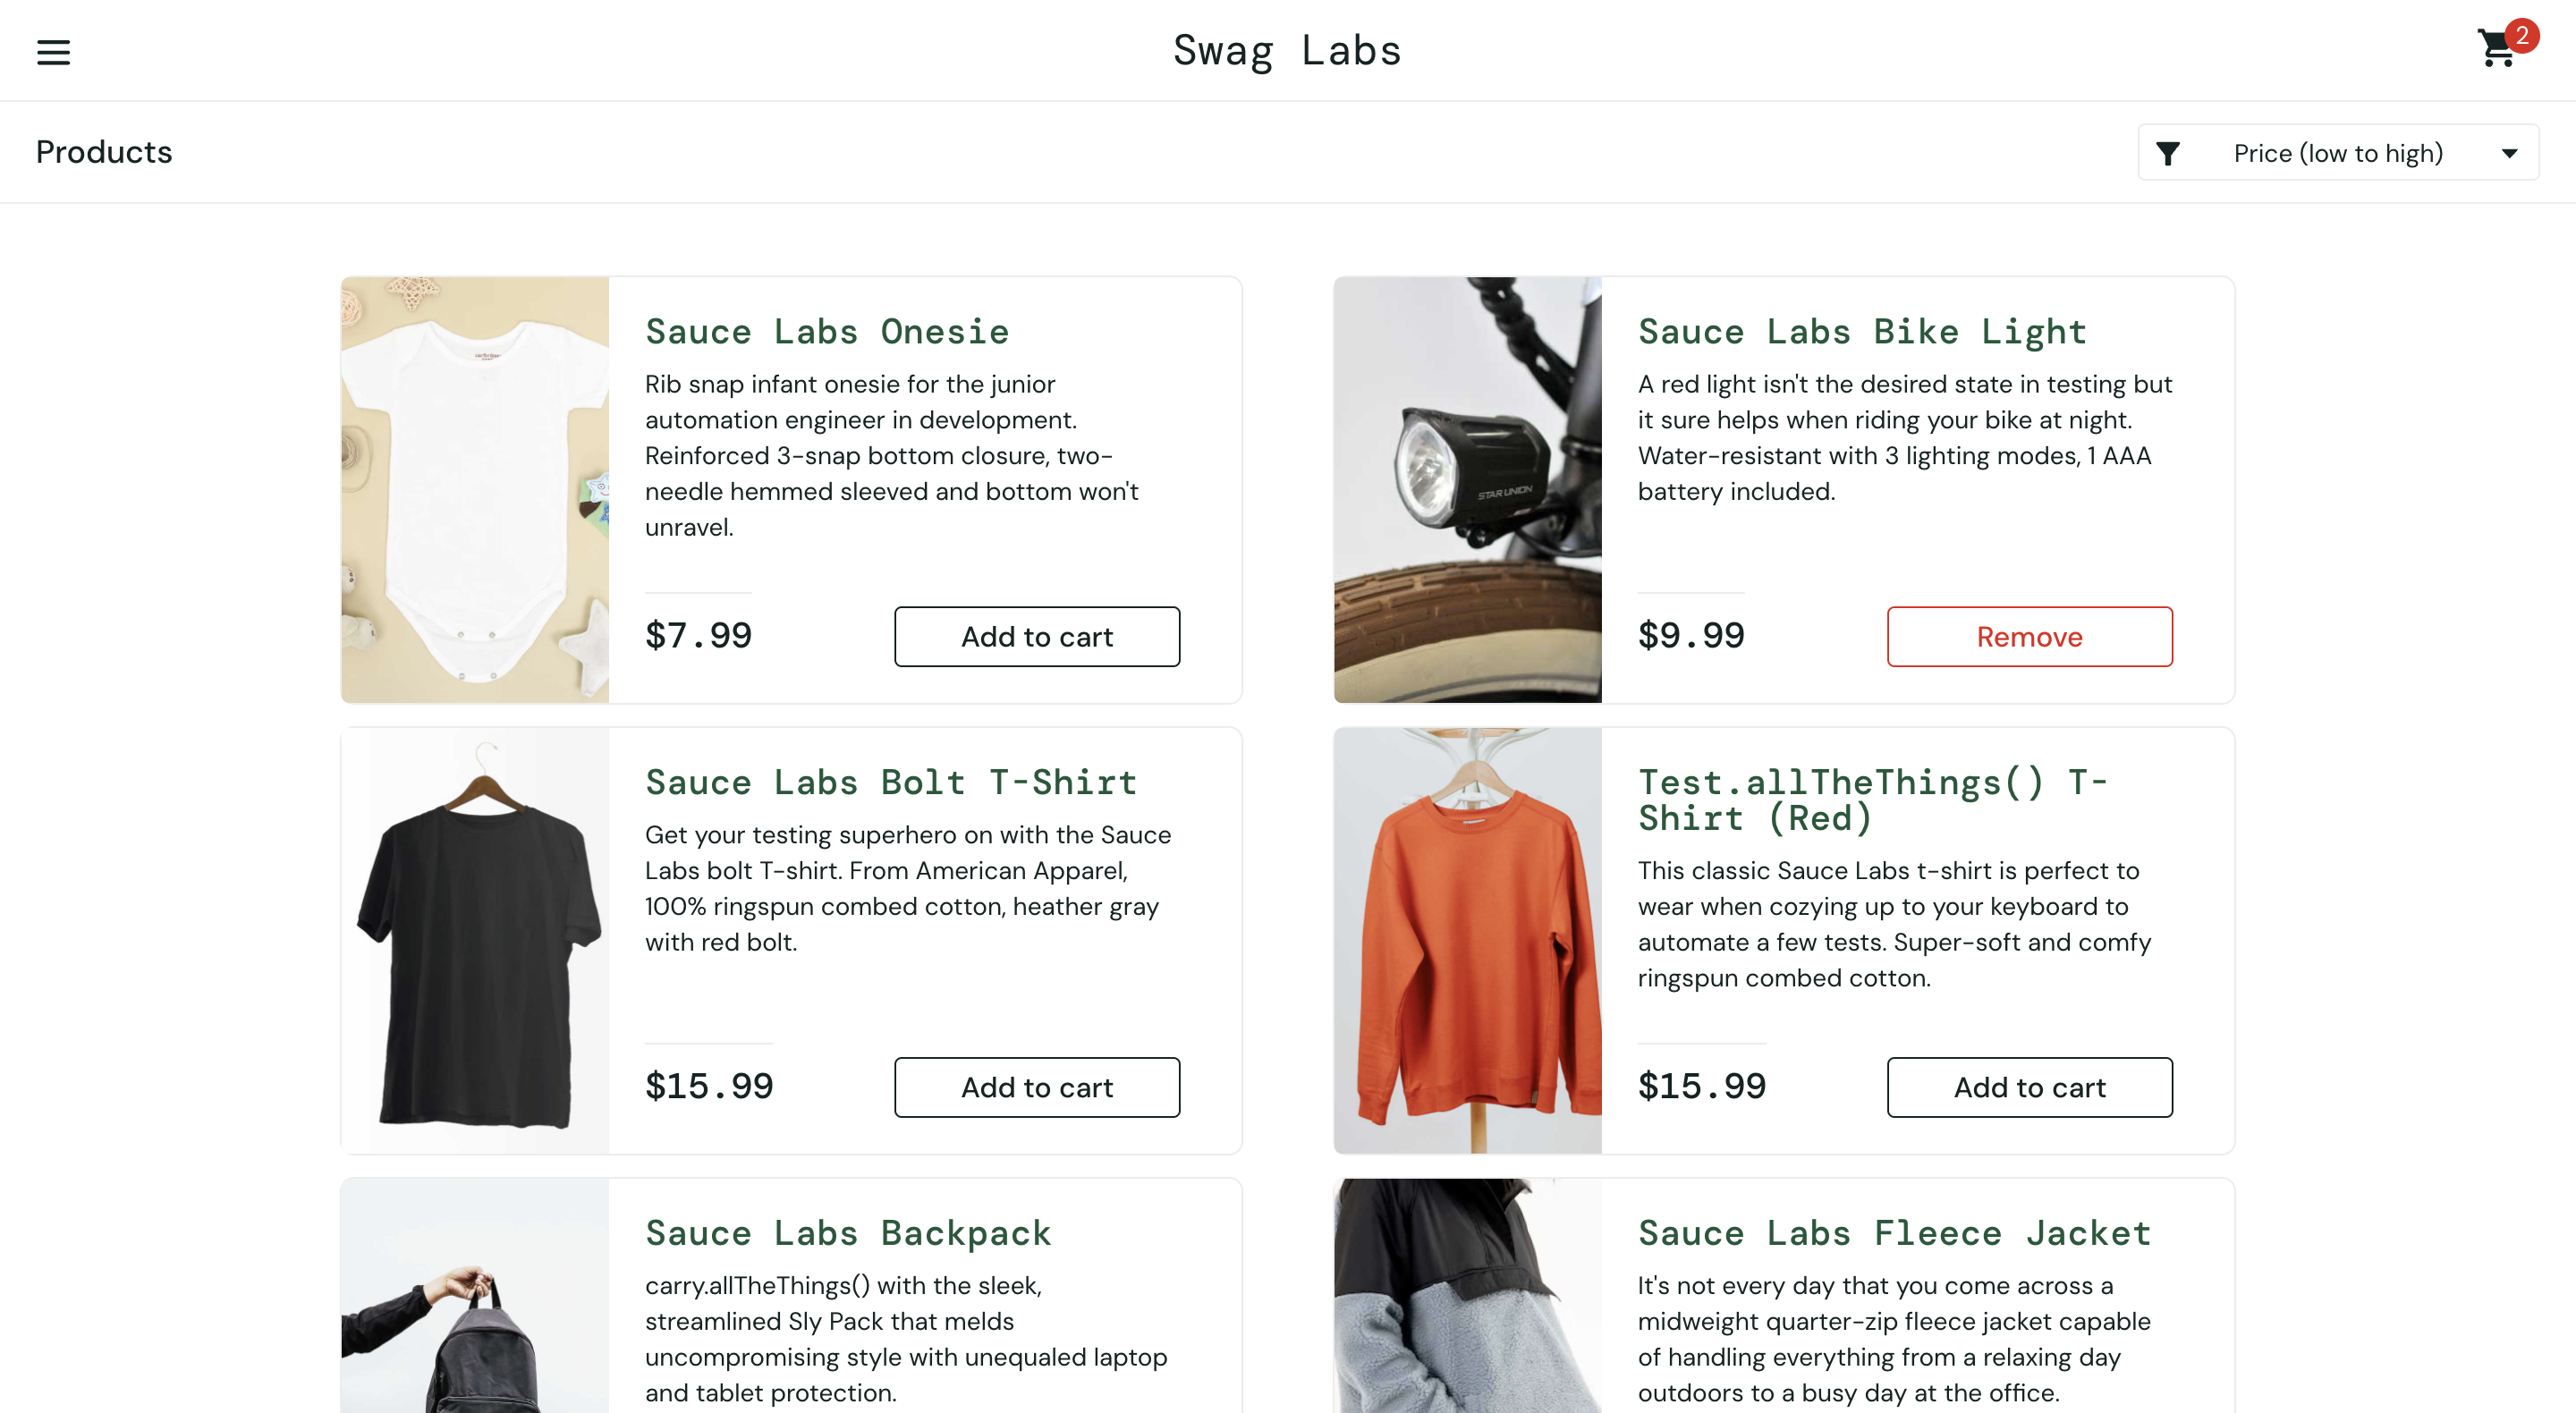 Swag Labs
2
Products
Price (low to high)
Sauce Labs Onesie
Rib snap infant onesie for the junior
automation engineer in development.
Reinforced 3-snap bottom closure, two-
needle hemmed sleeved and bottom won't
unravel.
$7.99
Add to cart
STAR UNION
Sauce Labs Bike Light
A red light isn't the desired state in testing but
it sure helps when riding your bike at night.
Water-resistant with 3 lighting modes, 1 AAA
battery included.
$9.99
Remove
Sauce Labs Bolt T-Shirt
Get your testing superhero on with the Sauce
Labs bolt T-shirt. From American Apparel,
100% ringspun combed cotton, heather gray
with red bolt.
$15.99
Add to cart
Test.allTheThings() T-
Shirt (Red)
This classic Sauce Labs t-shirt is perfect to
wear when cozying up to your keyboard to
automate a few tests. Super-soft and comfy
ringspun combed cotton.
$15.99
Add to cart
Sauce Labs Backpack
carry.allTheThings() with the sleek,
streamlined Sly Pack that melds
uncompromising style with unequaled laptop
and tablet protection.
Sauce Labs Fleece Jacket
It's not every day that you come across a
midweight quarter-zip fleece jacket capable
of handling everything from a relaxing day
outdoors to a busy day at the office.